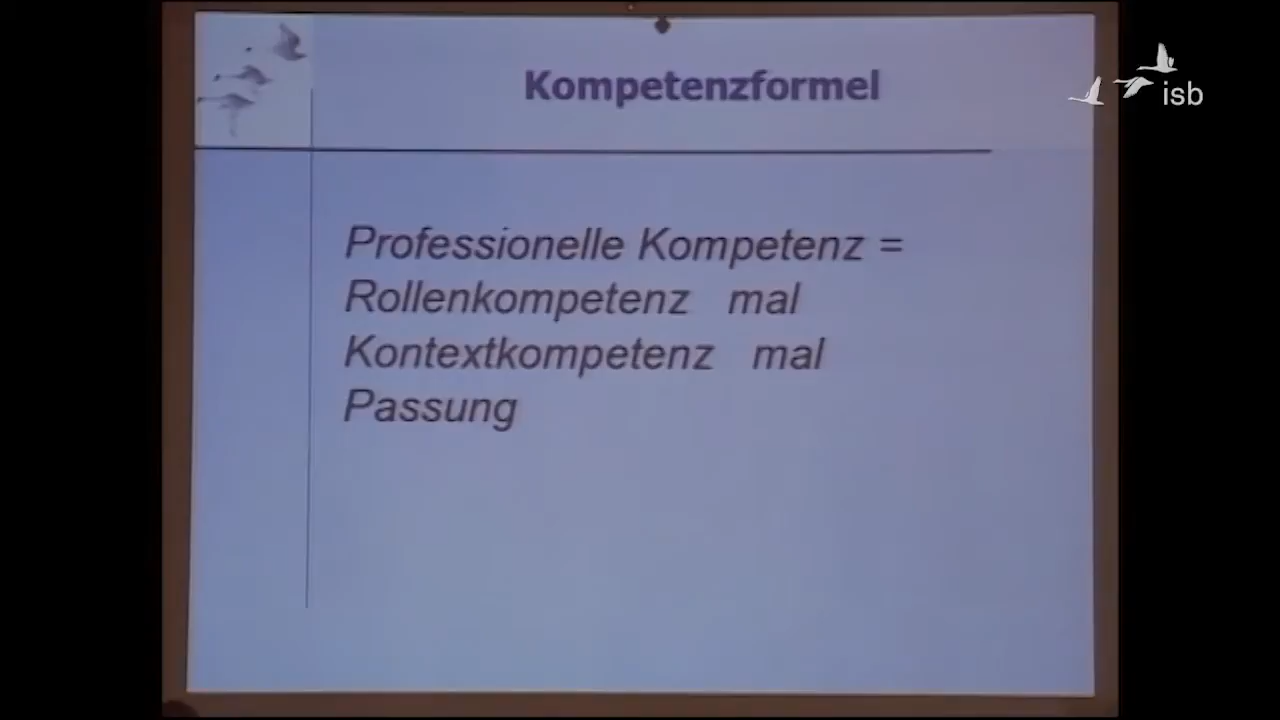 Kompetenzformel
isb
Professionelle Kompetenz =
Rollenkompetenz mal
Kontextkompetenz mal
Passung